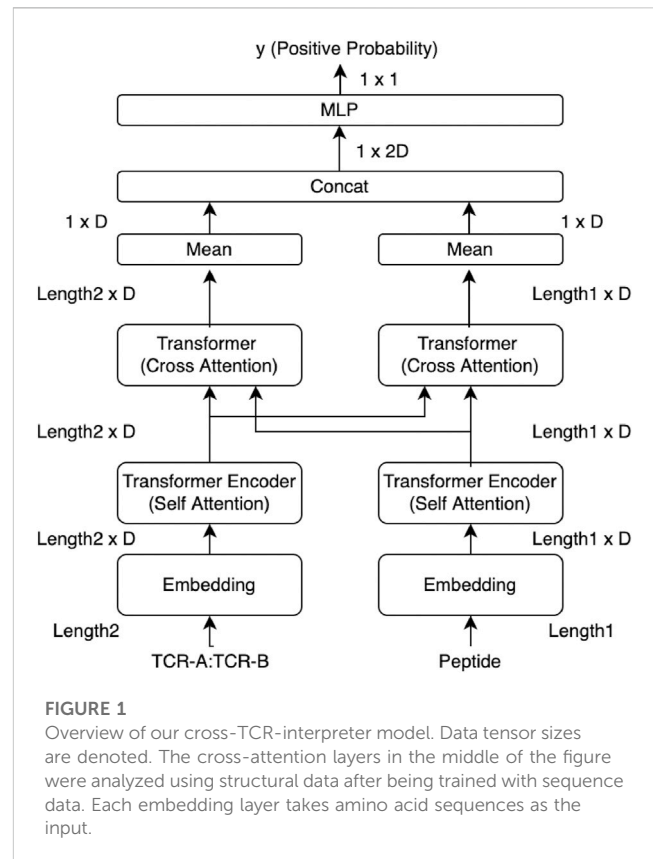 y (Positive Probability)
1 x 1
MLP
1 x 2D
Concat
1 x D
1 x D
Mean
Mean
Length2 x D
Length1 x D
Transformer
(Cross Attention)
Transformer
(Cross Attention)
Length2 x D
Length1 x D
Transformer Encoder
(Self Attention)
Transformer Encoder
(Self Attention)
Length2 x D
Length1 x D
Embedding
Embedding
Length2
Length1
TCR-A:TCR-B
Peptide
FIGURE 1
Overview of our cross-TCR-interpreter model. Data tensor sizes
are denoted. The cross-attention layers in the middle of the figure
were analyzed using structural data after being trained with sequence
data. Each embedding layer takes amino acid sequences as the
input.